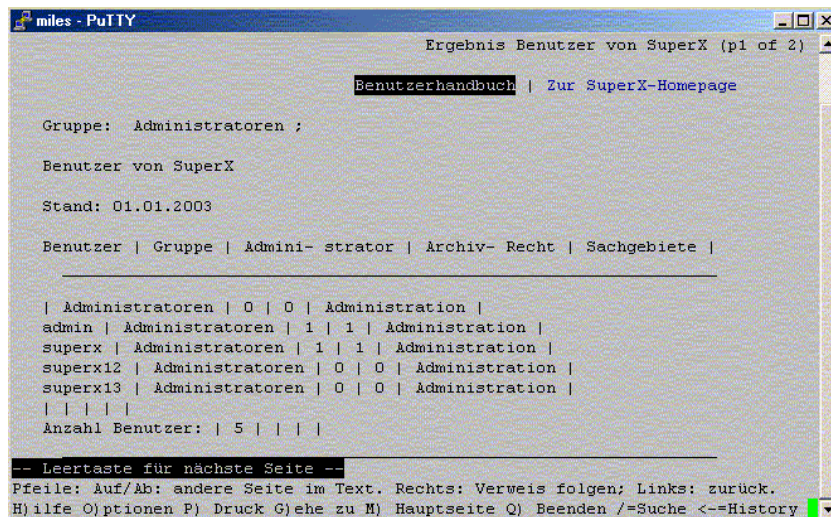 miles - PuTTY
Ergebnis Benutzer von SuperX (p1 of 2)
Benutzerhandbuch | Zur SuperX-Homepage
Gruppe: Administratoren ;
Benutzer von SuperX
Stand: 01.01.2003
Benutzer | Gruppe | Admini- strator | Archiv- Recht | Sachgebiete |
| Administratoren | 0 | 0 | Administration |
admin | Administratoren | 1 | 1 | Administration |
superx | Administratoren | 1 | 1 | Administration |
superx12 | Administratoren | 0 | 0 | Administration |
superx13 | Administratoren | 0 | 0 | Administration |
| | | | |
Anzahl Benutzer: | 5 | | | |
-- Leertaste für nächste Seite --
Pfeile: Auf/Ab: andere Seite im Text. Rechts: Verweis folgen; Links: zurück.
H)ilfe O)ptionen P) Druck G)ehe zu M) Hauptseite Q) Beenden /=Suche <-=History